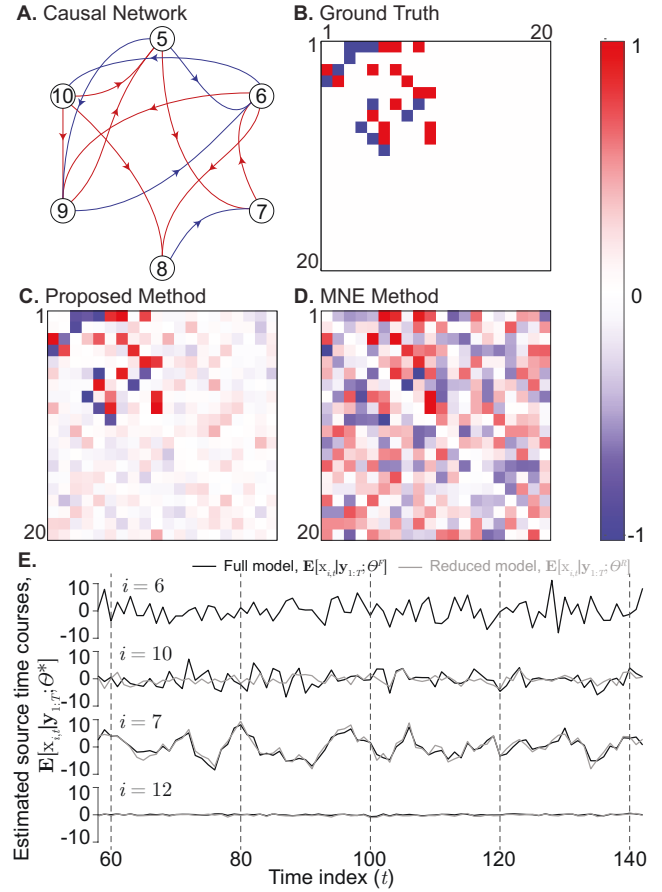 A. Causal Network
B. Ground Truth
5
10
6
9
7
8
1
20
1
20
1
0
-1
C. Proposed Method
D. MNE Method
1
20
1
20
E.
Full model, E[x_{i,t}|y_{1:T};Θ^F]
Reduced model, E[x_{i,t}|y_{1:T};Θ^R]
Estimated source time courses,
E[x_{i,t}|y_{1:T};Θ*]
10
0
-10
i = 6
10
0
-10
i = 10
10
0
-10
i = 7
10
0
-10
i = 12
60
80
100
120
140
Time index (t)